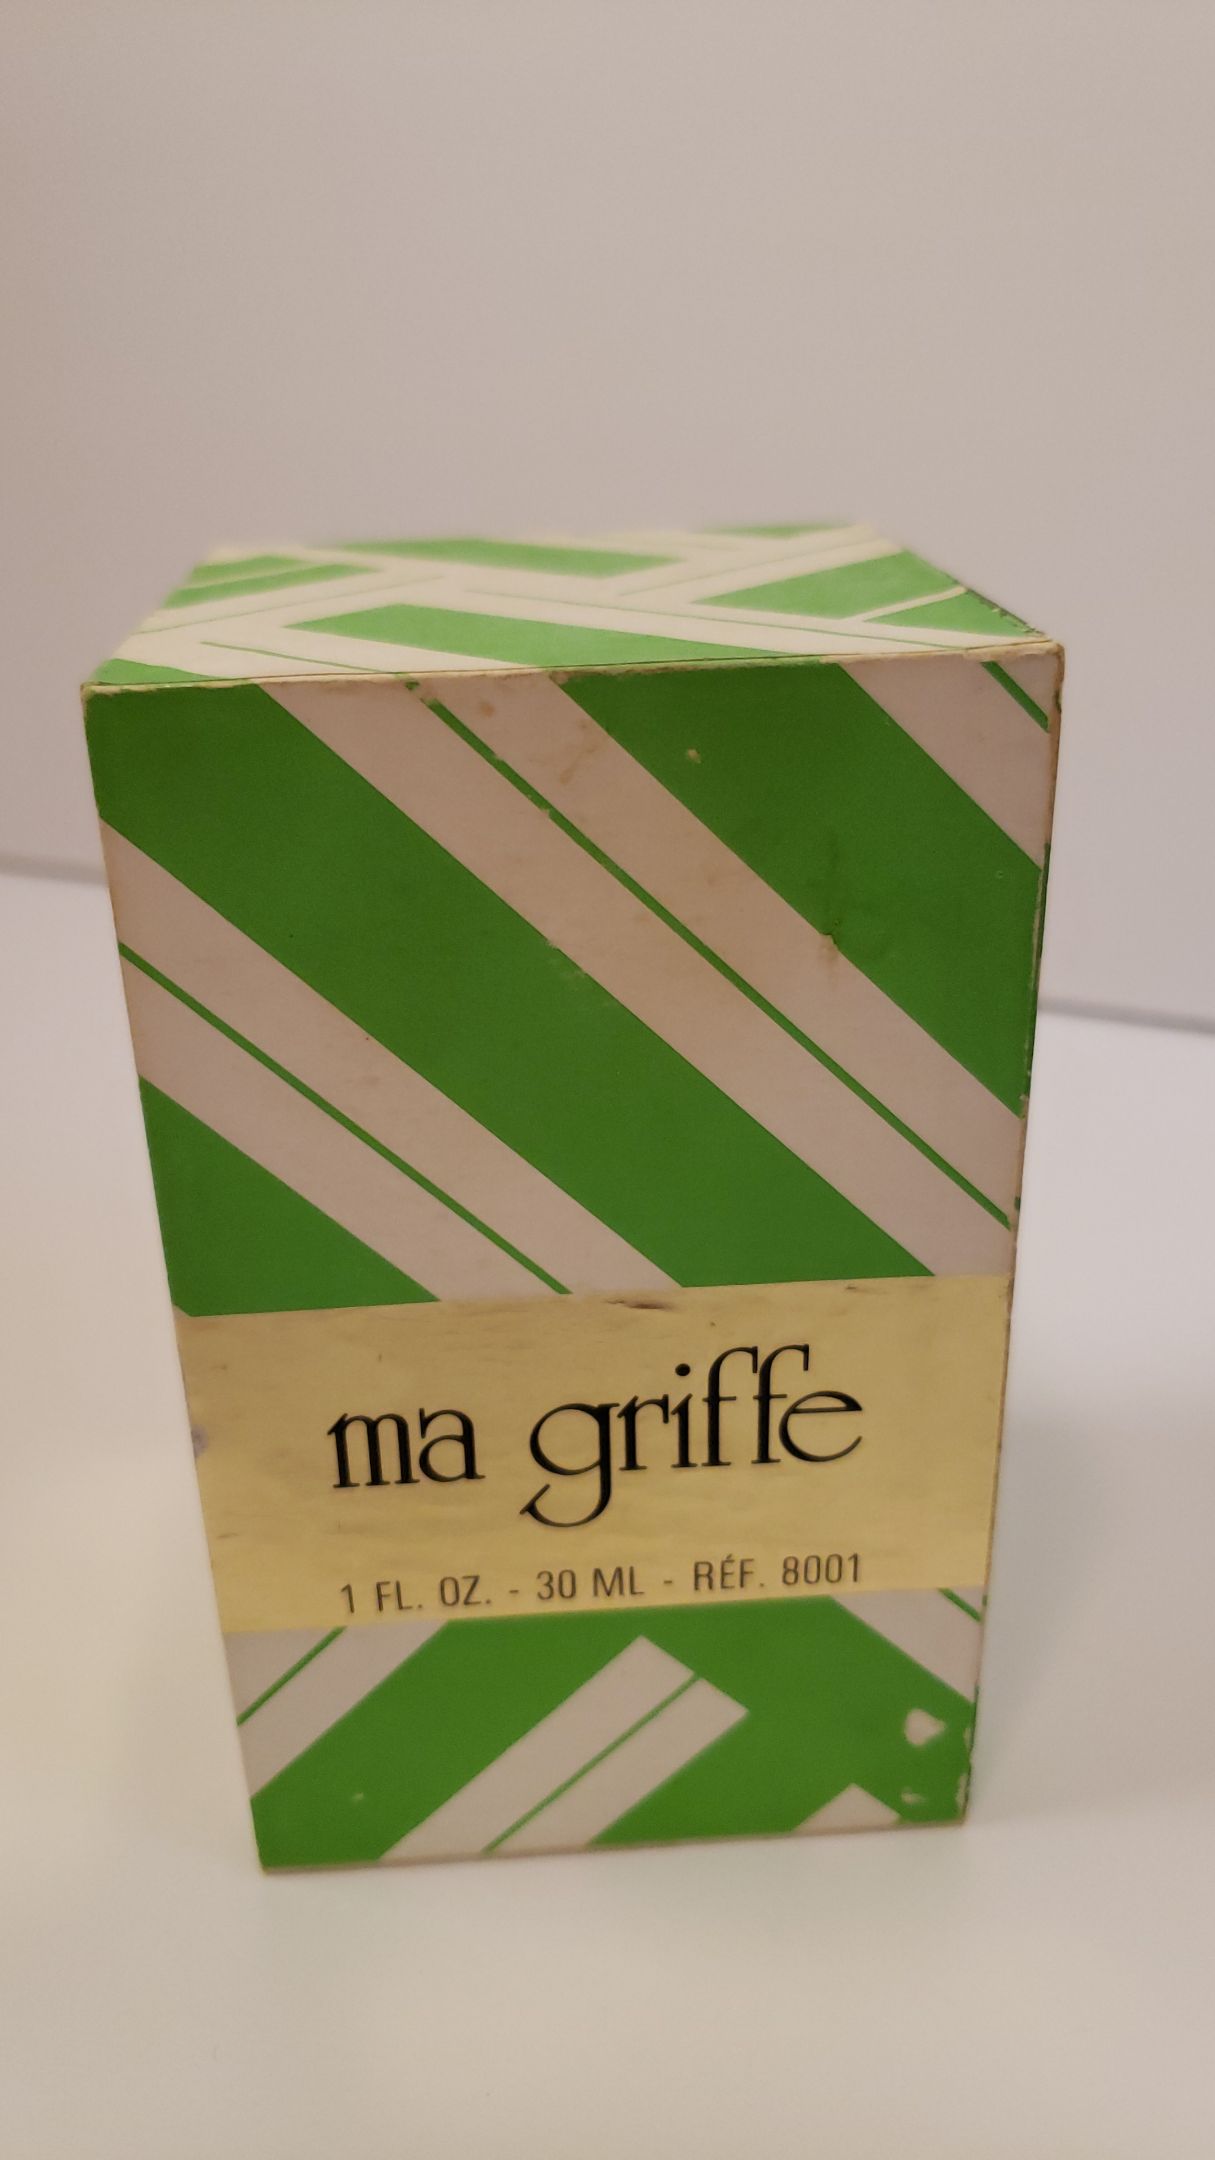 ma griffe
1 FL. OZ. - 30 ML - RÉF. 8001